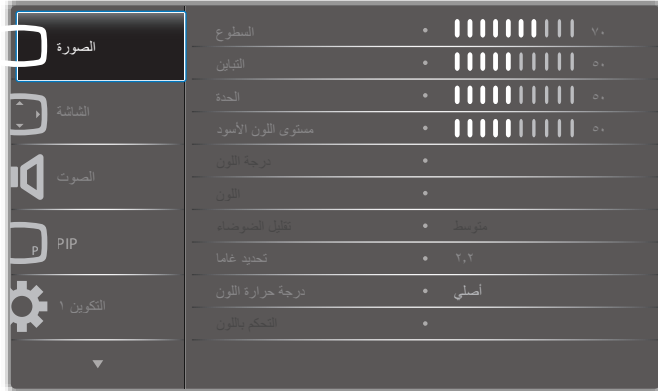 الصورة
الشاشة
الصوت
PIP
P
التكوين ١
السطوع • ٧٠
التباين • ٥٠
الحدة • ٥٠
مستوى اللون الأسود • ٥٠
درجة اللون •
اللون •
تقليل الضوضاء • متوسط
تحديد غاما • ٢,٢
درجة حرارة اللون • أصلي
التحكم باللون •